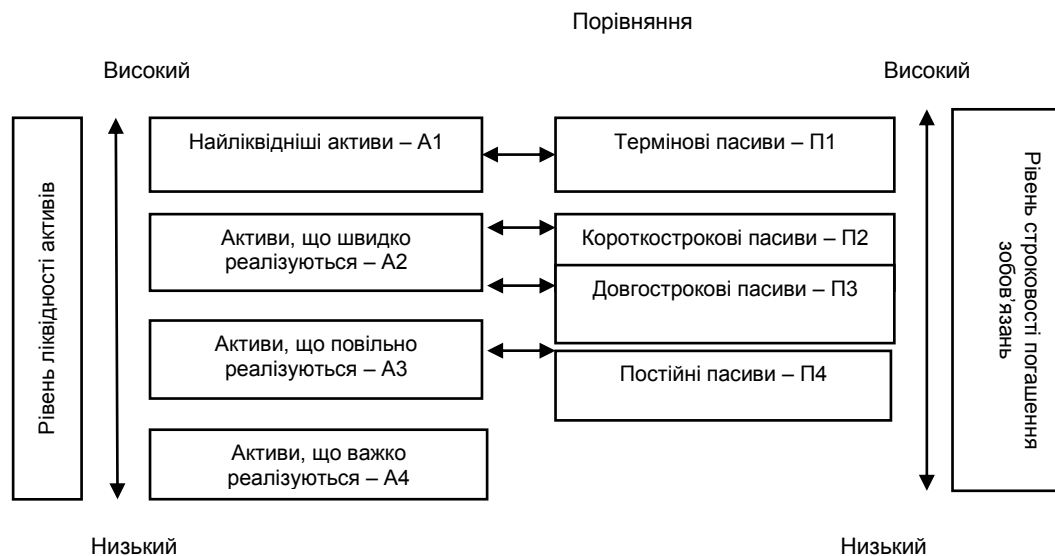 Порівняння
Високий
Високий
Рівень ліквідності активів
Найліквідніші активи – А1
Термінові пасиви – П1
Активи, що швидко
реалізуються – А2
Короткострокові пасиви – П2
Довгострокові пасиви – П3
Активи, що повільно
реалізуються – А3
Постійні пасиви – П4
Активи, що важко
реалізуються – А4
Рівень строковості погашення
зобов’язань
Низький
Низький